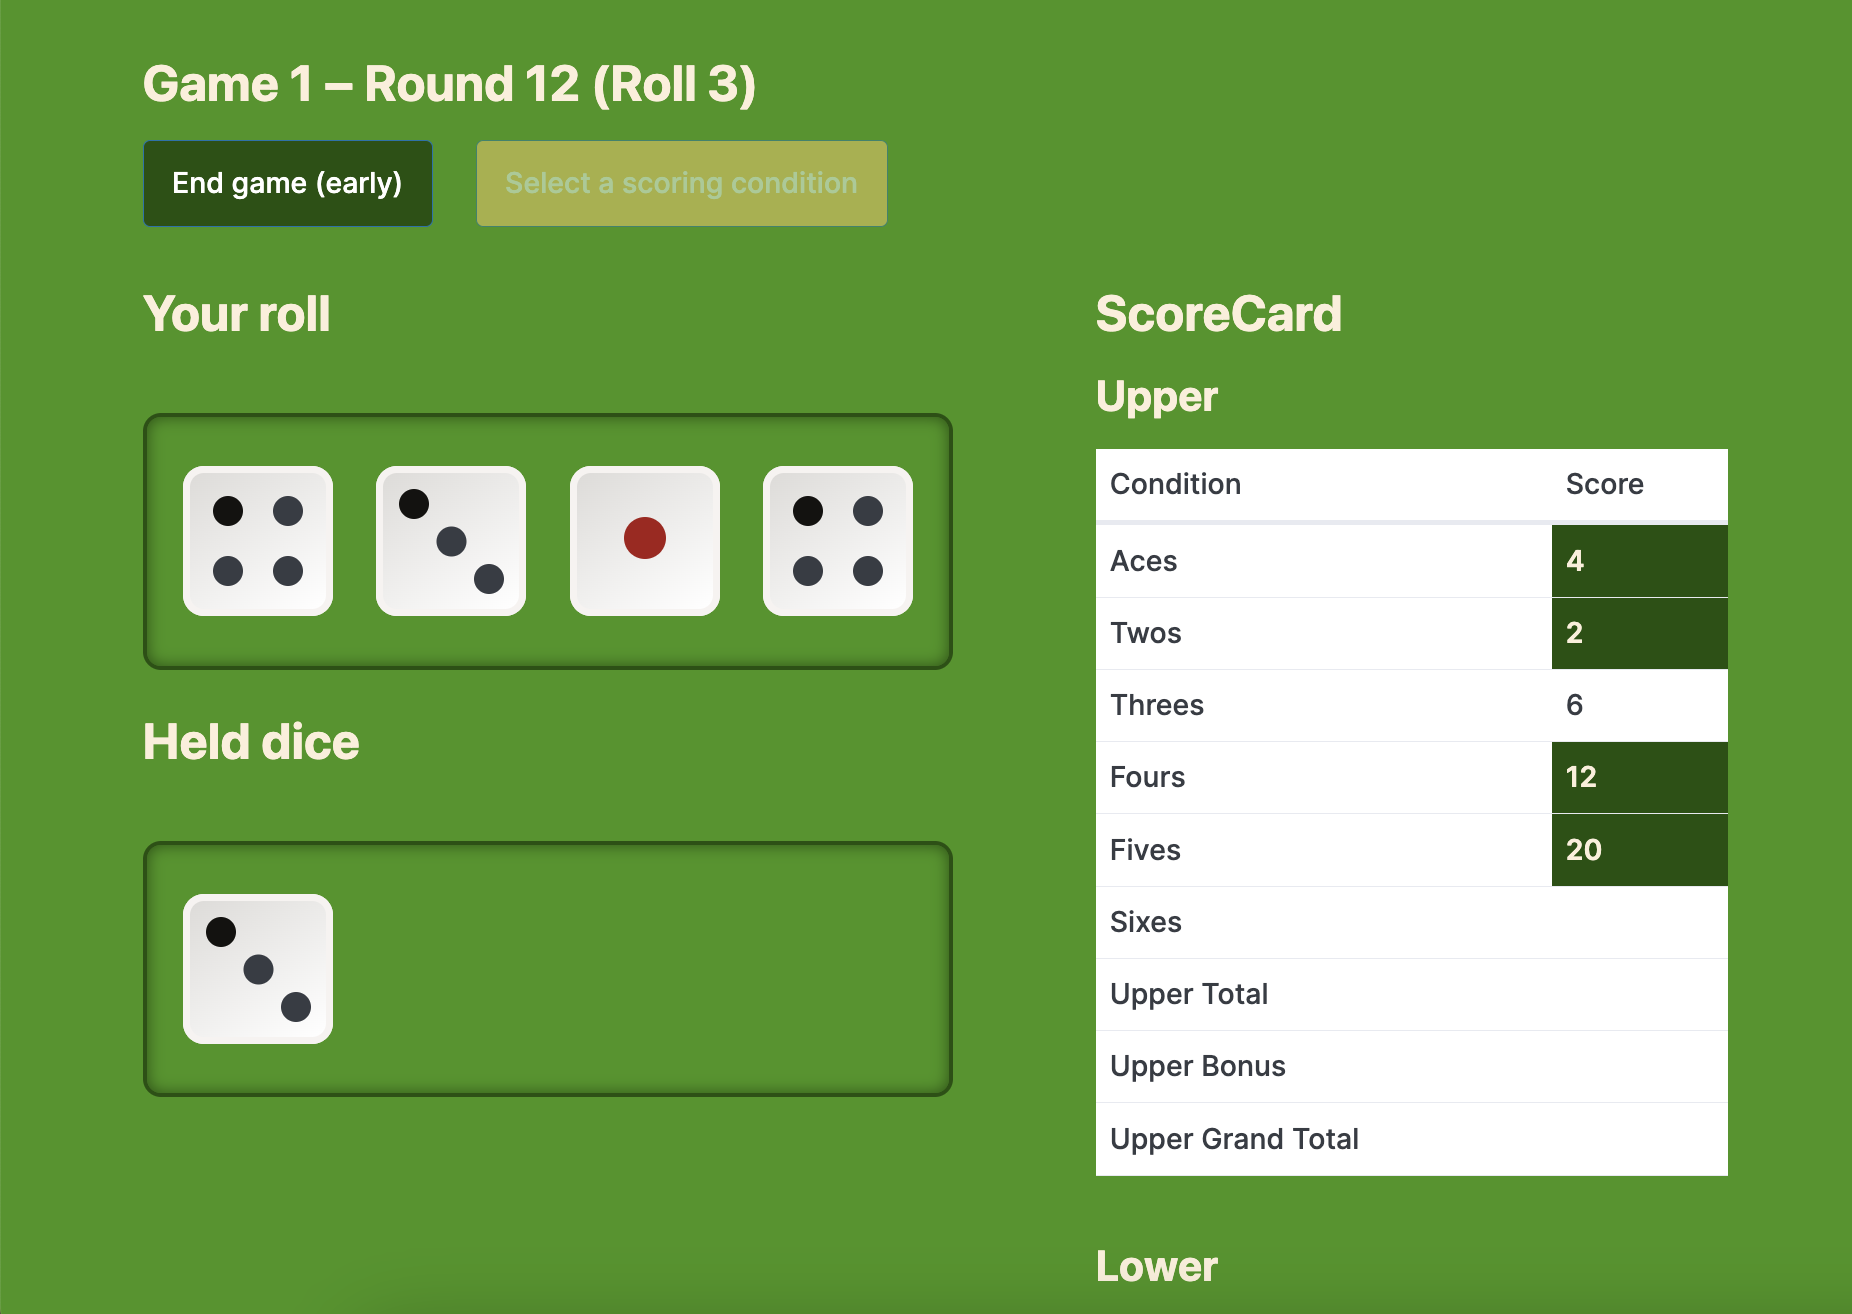 Game 1 – Round 12 (Roll 3)
End game (early)
Select a scoring condition
Your roll
Held dice
ScoreCard
Upper
Condition Score
Aces 4
Twos 2
Threes 6
Fours 12
Fives 20
Sixes
Upper Total
Upper Bonus
Upper Grand Total
Lower